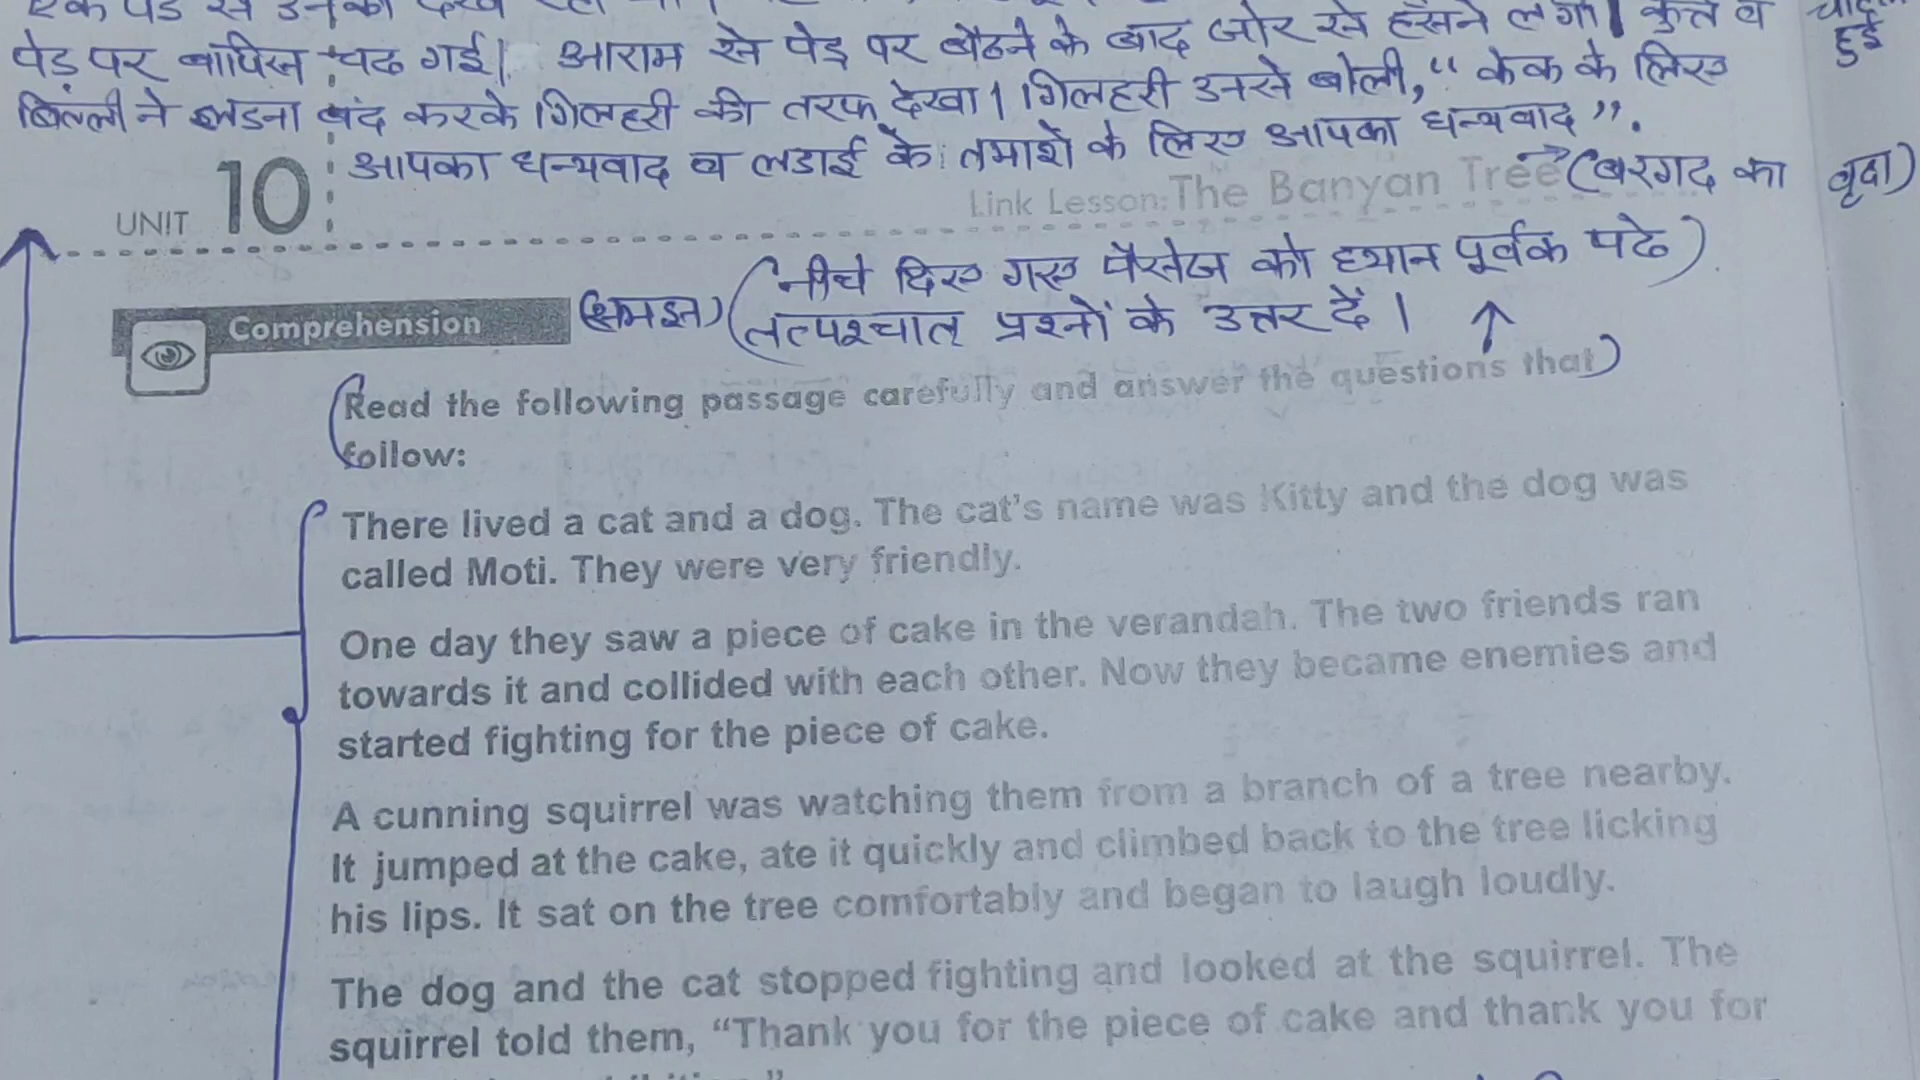 पेड़ पर वापिस चढ गई। आराम से पेड़ पर बैठने के बाद जोर से हंसने लगा। कुत्ते व
हुई
बिल्ली ने लडना बंद करके गिलहरी की तरफ देखा। गिलहरी उनसे बोली, “केक के लिए
आपका धन्यवाद व लडाई के तमाशे के लिए आपका धन्यवाद”.
UNIT 10
Link Lesson: The Banyan Tree → (बरगद का वृक्ष)
(नीचे दिए गए पैसेज को ध्यान पूर्वक पढे)
Comprehension (समझ) (तत्पश्चात् प्रश्नों के उत्तर दें।
(Read the following passage carefully and answer the questions that)
follow:
There lived a cat and a dog. The cat's name was Kitty and the dog was
called Moti. They were very friendly.
One day they saw a piece of cake in the verandah. The two friends ran
towards it and collided with each other. Now they became enemies and
started fighting for the piece of cake.
A cunning squirrel was watching them from a branch of a tree nearby.
It jumped at the cake, ate it quickly and climbed back to the tree licking
his lips. It sat on the tree comfortably and began to laugh loudly.
The dog and the cat stopped fighting and looked at the squirrel. The
squirrel told them, “Thank you for the piece of cake and thank you for